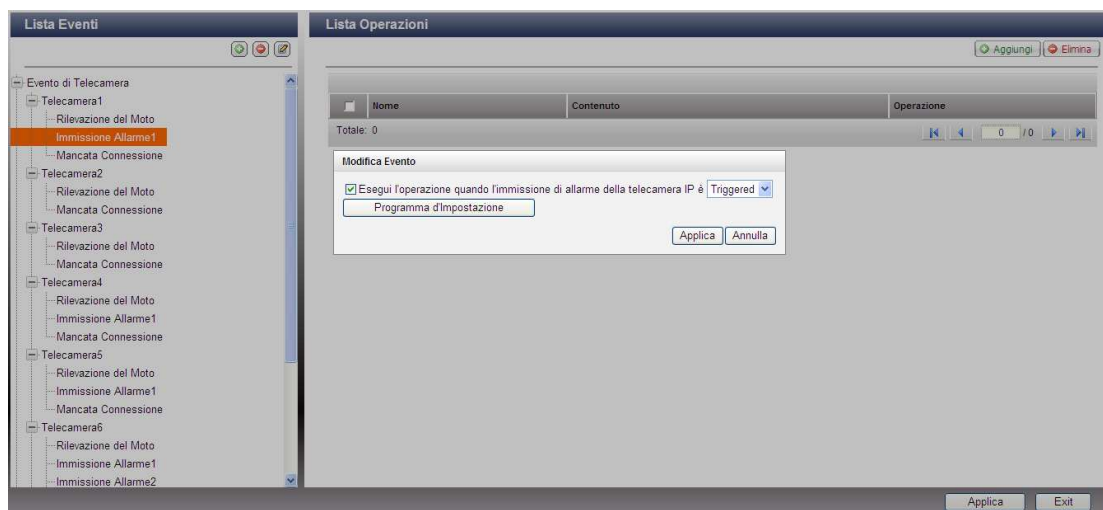 Lista Eventi
Lista Operazioni
Aggiungi
Elimina
Evento di Telecamera
Telecamera1
Rilevazione del Moto
Immissione Allarme1
Mancata Connessione
Telecamera2
Rilevazione del Moto
Mancata Connessione
Telecamera3
Rilevazione del Moto
Mancata Connessione
Telecamera4
Rilevazione del Moto
Immissione Allarme1
Mancata Connessione
Telecamera5
Rilevazione del Moto
Immissione Allarme1
Mancata Connessione
Telecamera6
Rilevazione del Moto
Immissione Allarme1
Immissione Allarme2
Nome Contenuto Operazione
Totale: 0 0 / 0
Modifica Evento
Esegui l'operazione quando l'immissione di allarme della telecamera IP é Triggered
Programma d'Impostazione
Applica Annulla
Applica Exit